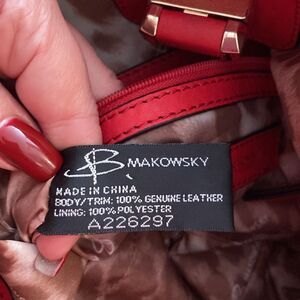 B MAKOWSKY
MADE IN CHINA
BODY/TRIM: 100% GENUINE LEATHER
LINING: 100% POLYESTER
A226297